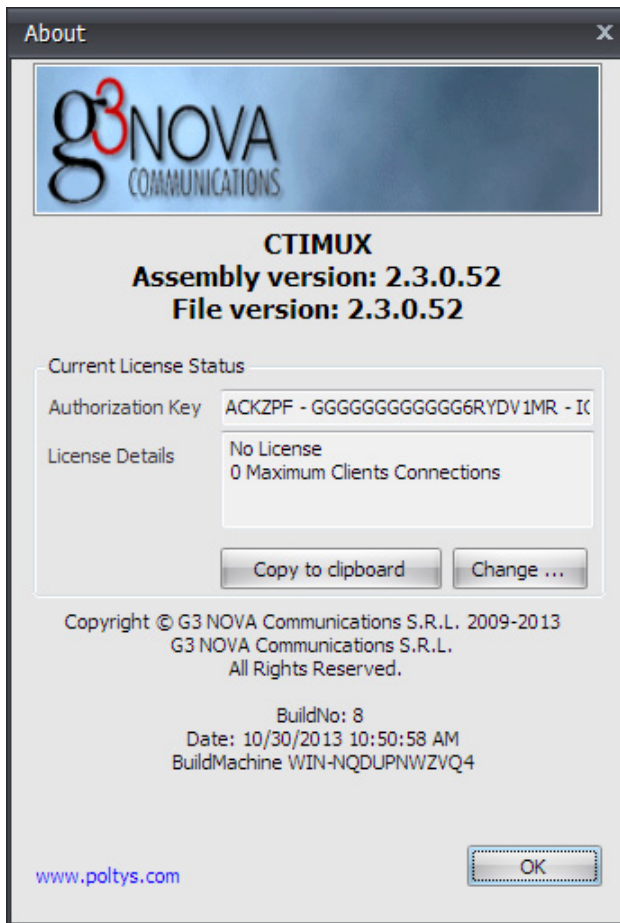 About
X
g3NOVA
COMMUNICATIONS
CTIMUX
Assembly version: 2.3.0.52
File version: 2.3.0.52
Current License Status
Authorization Key ACKZPF - GGGGGGGGGGGGG6RYDV1MR - I
License Details No License
0 Maximum Clients Connections
Copy to clipboard Change ...
Copyright © G3 NOVA Communications S.R.L. 2009-2013
G3 NOVA Communications S.R.L.
All Rights Reserved.
BuildNo: 8
Date: 10/30/2013 10:50:58 AM
BuildMachine WIN-NQDUPNWZVQ4
www.poltys.com OK